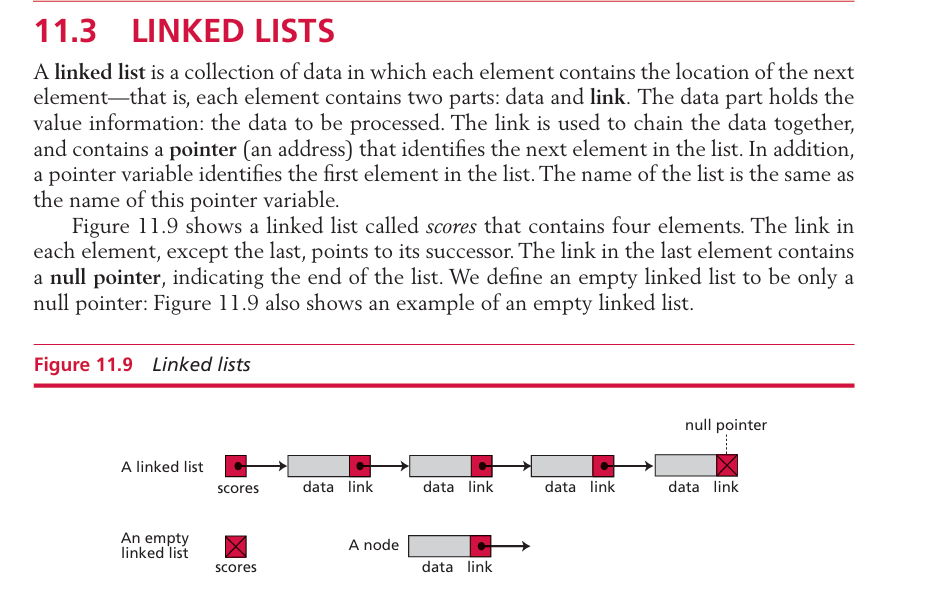 11.3 LINKED LISTS
A linked list is a collection of data in which each element contains the location of the next
element—that is, each element contains two parts: data and link. The data part holds the
value information: the data to be processed. The link is used to chain the data together,
and contains a pointer (an address) that identifies the next element in the list. In addition,
a pointer variable identifies the first element in the list. The name of the list is the same as
the name of this pointer variable.
Figure 11.9 shows a linked list called scores that contains four elements. The link in
each element, except the last, points to its successor. The link in the last element contains
a null pointer, indicating the end of the list. We define an empty linked list to be only a
null pointer: Figure 11.9 also shows an example of an empty linked list.
Figure 11.9 Linked lists
null pointer
A linked list
scores data link data link data link data link
An empty
linked list
A node
scores data link